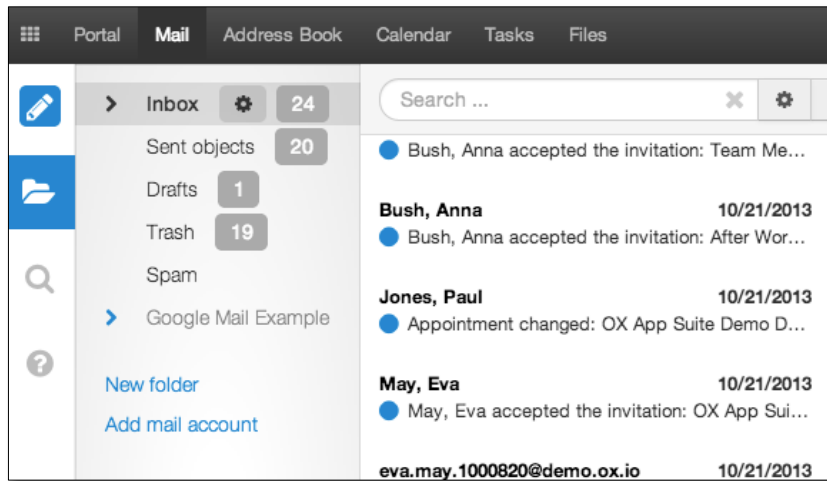 Portal Mail Address Book Calendar Tasks Files
Inbox 24
Sent objects 20
Drafts 1
Trash 19
Spam
Google Mail Example
New folder
Add mail account
Search ...
Bush, Anna accepted the invitation: Team Me...
Bush, Anna 10/21/2013
Bush, Anna accepted the invitation: After Wor...
Jones, Paul 10/21/2013
Appointment changed: OX App Suite Demo D...
May, Eva 10/21/2013
May, Eva accepted the invitation: OX App Sui...
eva.may.1000820@demo.ox.io 10/21/2013